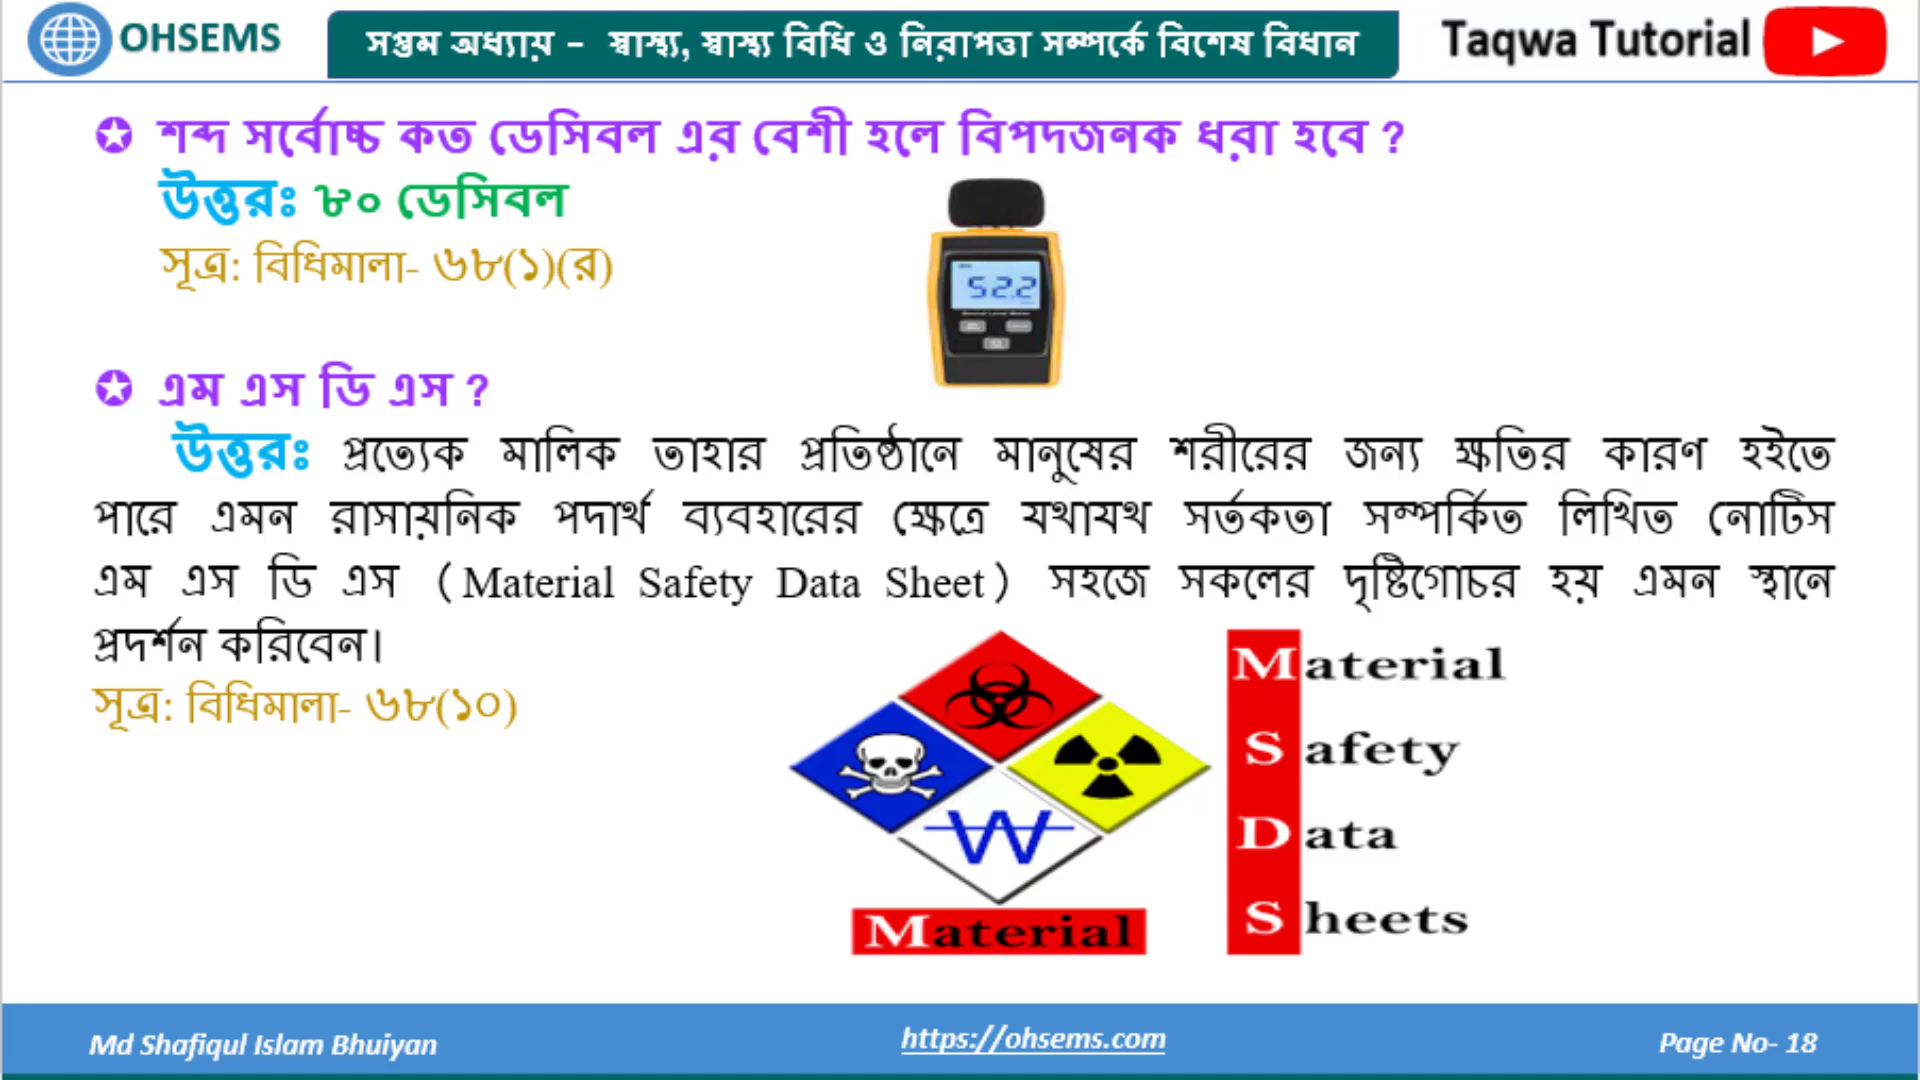 OHSEMS
সপ্তম অধ্যায় – স্বাস্থ্য, স্বাস্থ্য বিধি ও নিরাপত্তা সম্পর্কে বিশেষ বিধান
Taqwa Tutorial
✪ শব্দ সর্বোচ্চ কত ডেসিবল এর বেশী হলে বিপদজনক ধরা হবে ?
উত্তরঃ ৮০ ডেসিবল
সূত্র: বিধিমালা- ৬৮(১)(র)
52.2
✪ এম এস ডি এস ?
উত্তরঃ প্রত্যেক মালিক তাহার প্রতিষ্ঠানে মানুষের শরীরের জন্য ক্ষতির কারণ হইতে
পারে এমন রাসায়নিক পদার্থ ব্যবহারের ক্ষেত্রে যথাযথ সর্তকতা সম্পর্কিত লিখিত নোটিস
এম এস ডি এস (Material Safety Data Sheet) সহজে সকলের দৃষ্টিগোচর হয় এমন স্থানে
প্রদর্শন করিবেন।
সূত্র: বিধিমালা- ৬৮(১০)
W
Material
Material
Safety
Data
Sheets
Md Shafiqul Islam Bhuiyan
https://ohsems.com
Page No- 18